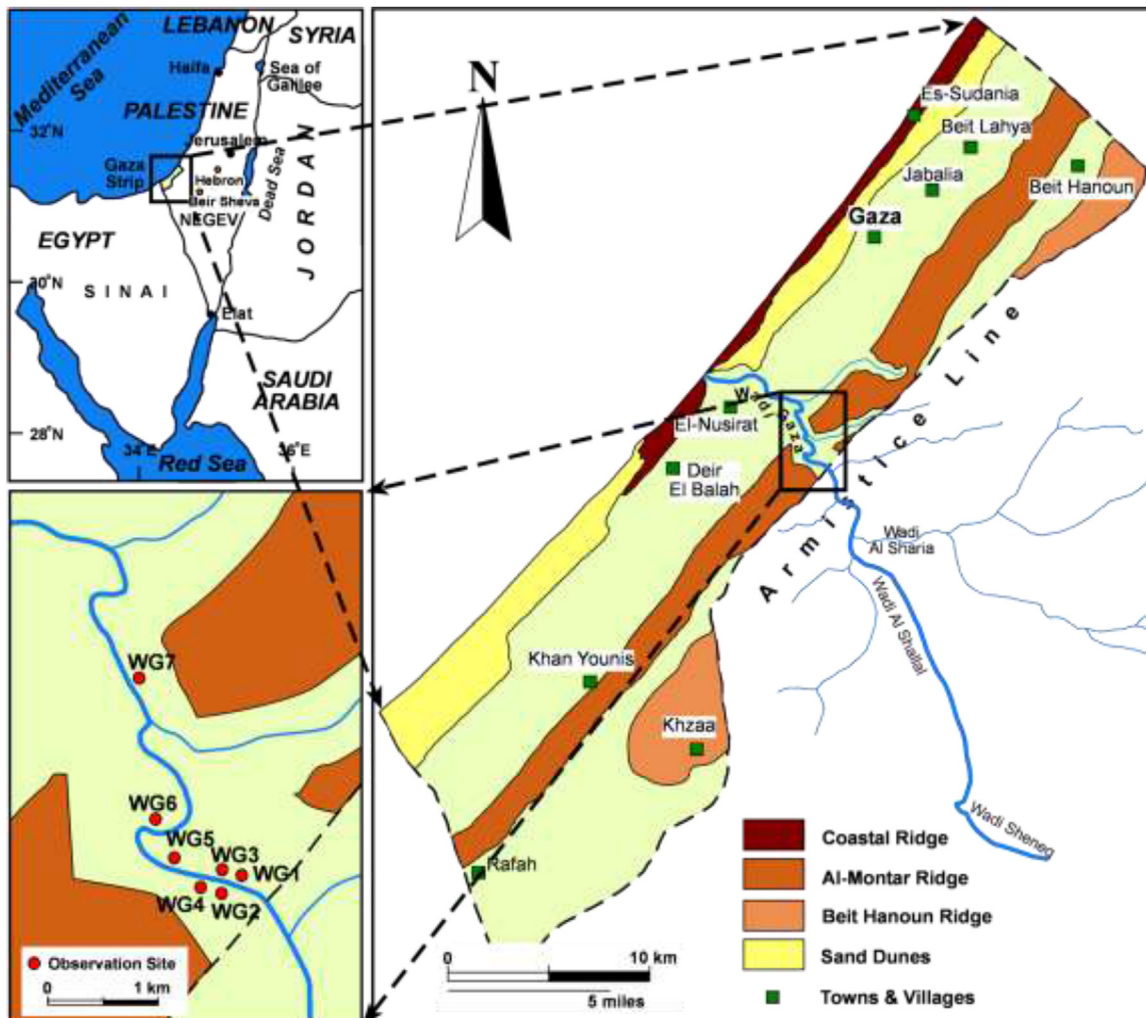 LEBANON
SYRIA
Mediterranean
Sea
Haifa
Sea of
Galilee
PALESTINE
32°N
Jerusalem
Gaza
Strip
Hebron
Beir Sheva
Dead Sea
NEGEV
JORDAN
EGYPT
SINAI
30°N
Elat
SAUDI
ARABIA
28°N
34°E
36°E
Red Sea
N
Es-Sudania
Beit Lahya
Jabalia
Beit Hanoun
Gaza
Wadi Gaza
El-Nusirat
Deir
El Balah
Armistice Line
Wadi
Al Sharia
Wadi Al Shallal
Khan Younis
Khzaa
Wadi Sheneg
Rafah
0 10 km
5 miles
Coastal Ridge
Al-Montar Ridge
Beit Hanoun Ridge
Sand Dunes
Towns & Villages
WG7
WG6
WG5
WG3
WG1
WG4
WG2
Observation Site
0 1 km